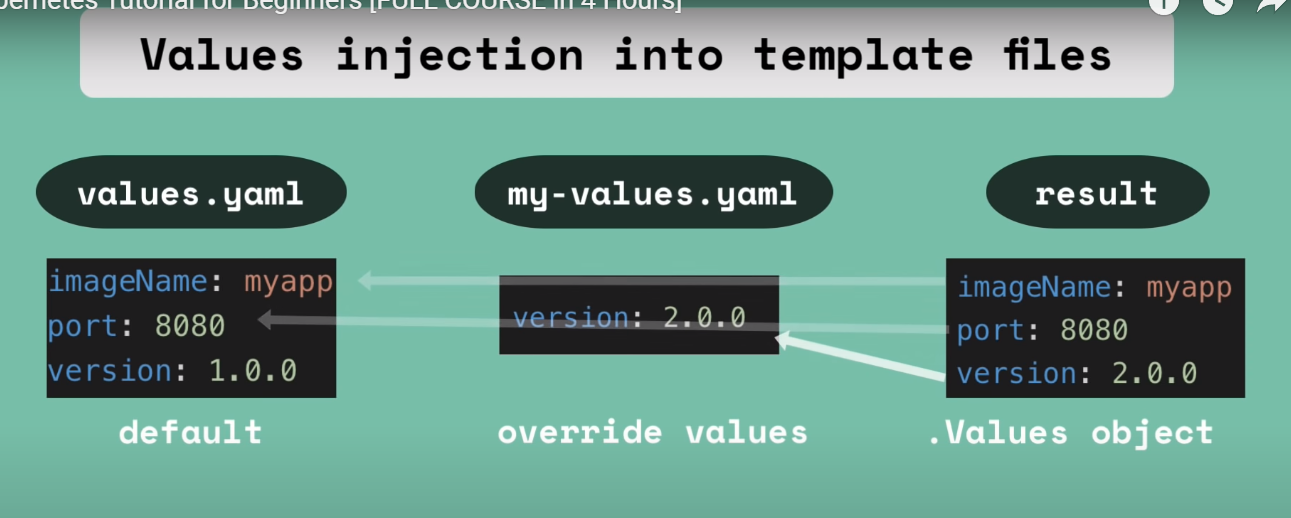 Kubernetes Tutorial for Beginners [FULL COURSE in 4 Hours]
Values injection into template files
values.yaml
my-values.yaml
result
imageName: myapp
port: 8080
version: 1.0.0
version: 2.0.0
imageName: myapp
port: 8080
version: 2.0.0
default
override values
.Values object